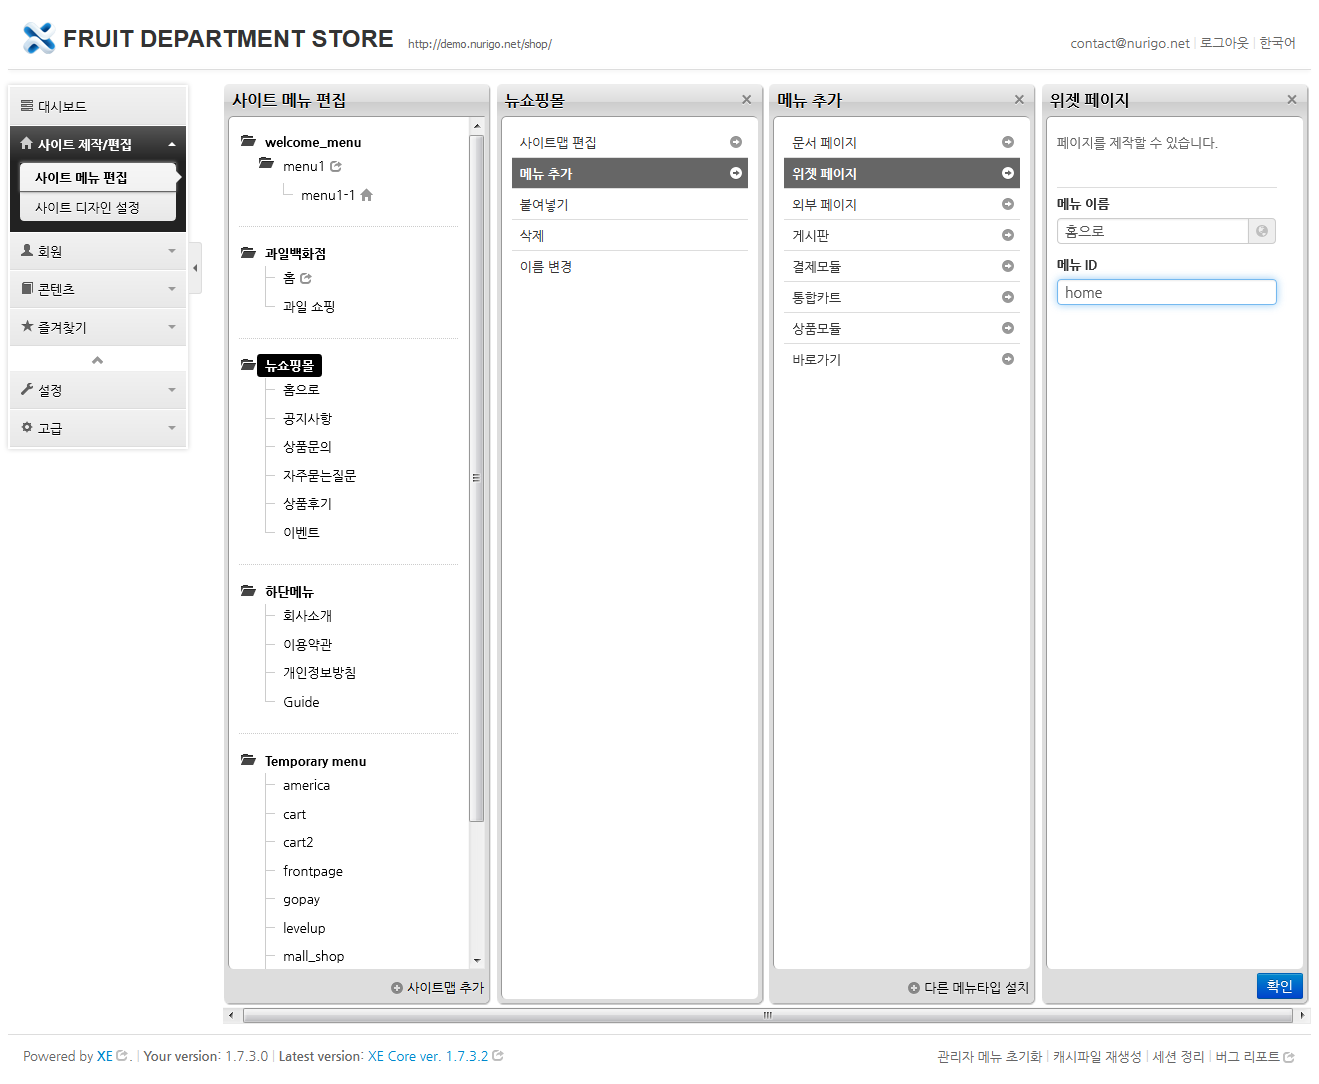 FRUIT DEPARTMENT STORE http://demo.nurigo.net/shop/
contact@nurigo.net | 로그아웃 | 한국어
대시보드
사이트 제작/편집
사이트 메뉴 편집
사이트 디자인 설정
회원
콘텐츠
즐겨찾기
설정
고급
사이트 메뉴 편집
welcome_menu
menu1
menu1-1
과일백화점
홈
과일 쇼핑
뉴쇼핑몰
홈으로
공지사항
상품문의
자주묻는질문
상품후기
이벤트
하단메뉴
회사소개
이용약관
개인정보방침
Guide
Temporary menu
america
cart
cart2
frontpage
gopay
levelup
mall_shop
사이트맵 추가
뉴쇼핑몰
사이트맵 편집
메뉴 추가
붙여넣기
삭제
이름 변경
메뉴 추가
문서 페이지
위젯 페이지
외부 페이지
게시판
결제모듈
통합카트
상품모듈
바로가기
다른 메뉴타입 설치
위젯 페이지
페이지를 제작할 수 있습니다.
메뉴 이름
홈으로
메뉴 ID
home
확인
Powered by XE. | Your version: 1.7.3.0 | Latest version: XE Core ver. 1.7.3.2
관리자 메뉴 초기화 | 캐시파일 재생성 | 세션 정리 | 버그 리포트